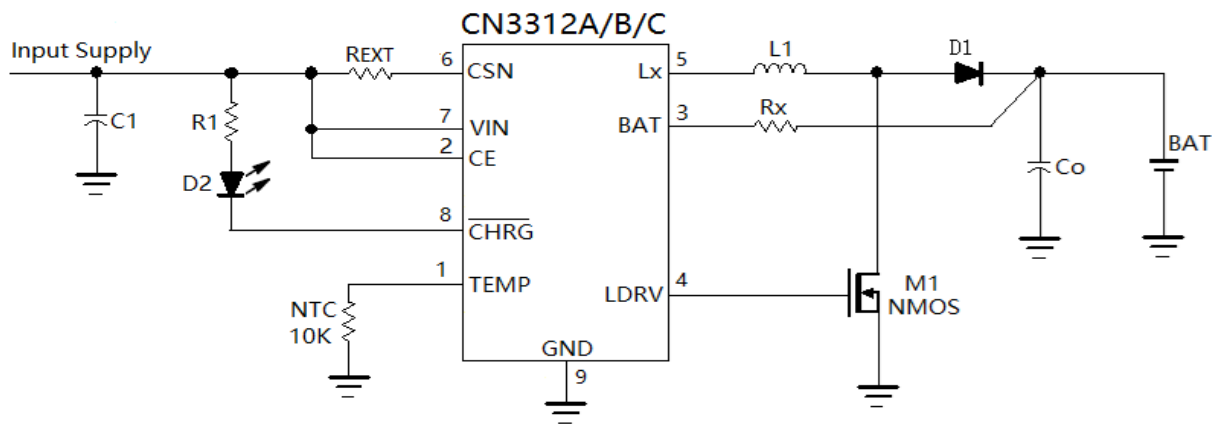 CN3312A/B/C
Input Supply
REXT
6
CSN
Lx
5
L1
D1
C1
R1
7
VIN
BAT
3
Rx
2
CE
BAT
D2
Co
8
CHRG
1
TEMP
LDRV
4
M1
NMOS
NTC
10K
GND
9